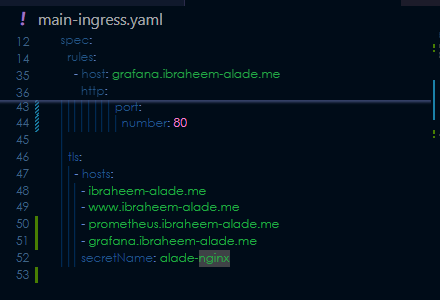 ! main-ingress.yaml
12 spec:
14 rules:
35 - host: grafana.ibraheem-alade.me
36 http:
43 port:
44 number: 80
45
46 tls:
47 - hosts:
48 - ibraheem-alade.me
49 - www.ibraheem-alade.me
50 - prometheus.ibraheem-alade.me
51 - grafana.ibraheem-alade.me
52 secretName: alade-nginx
53